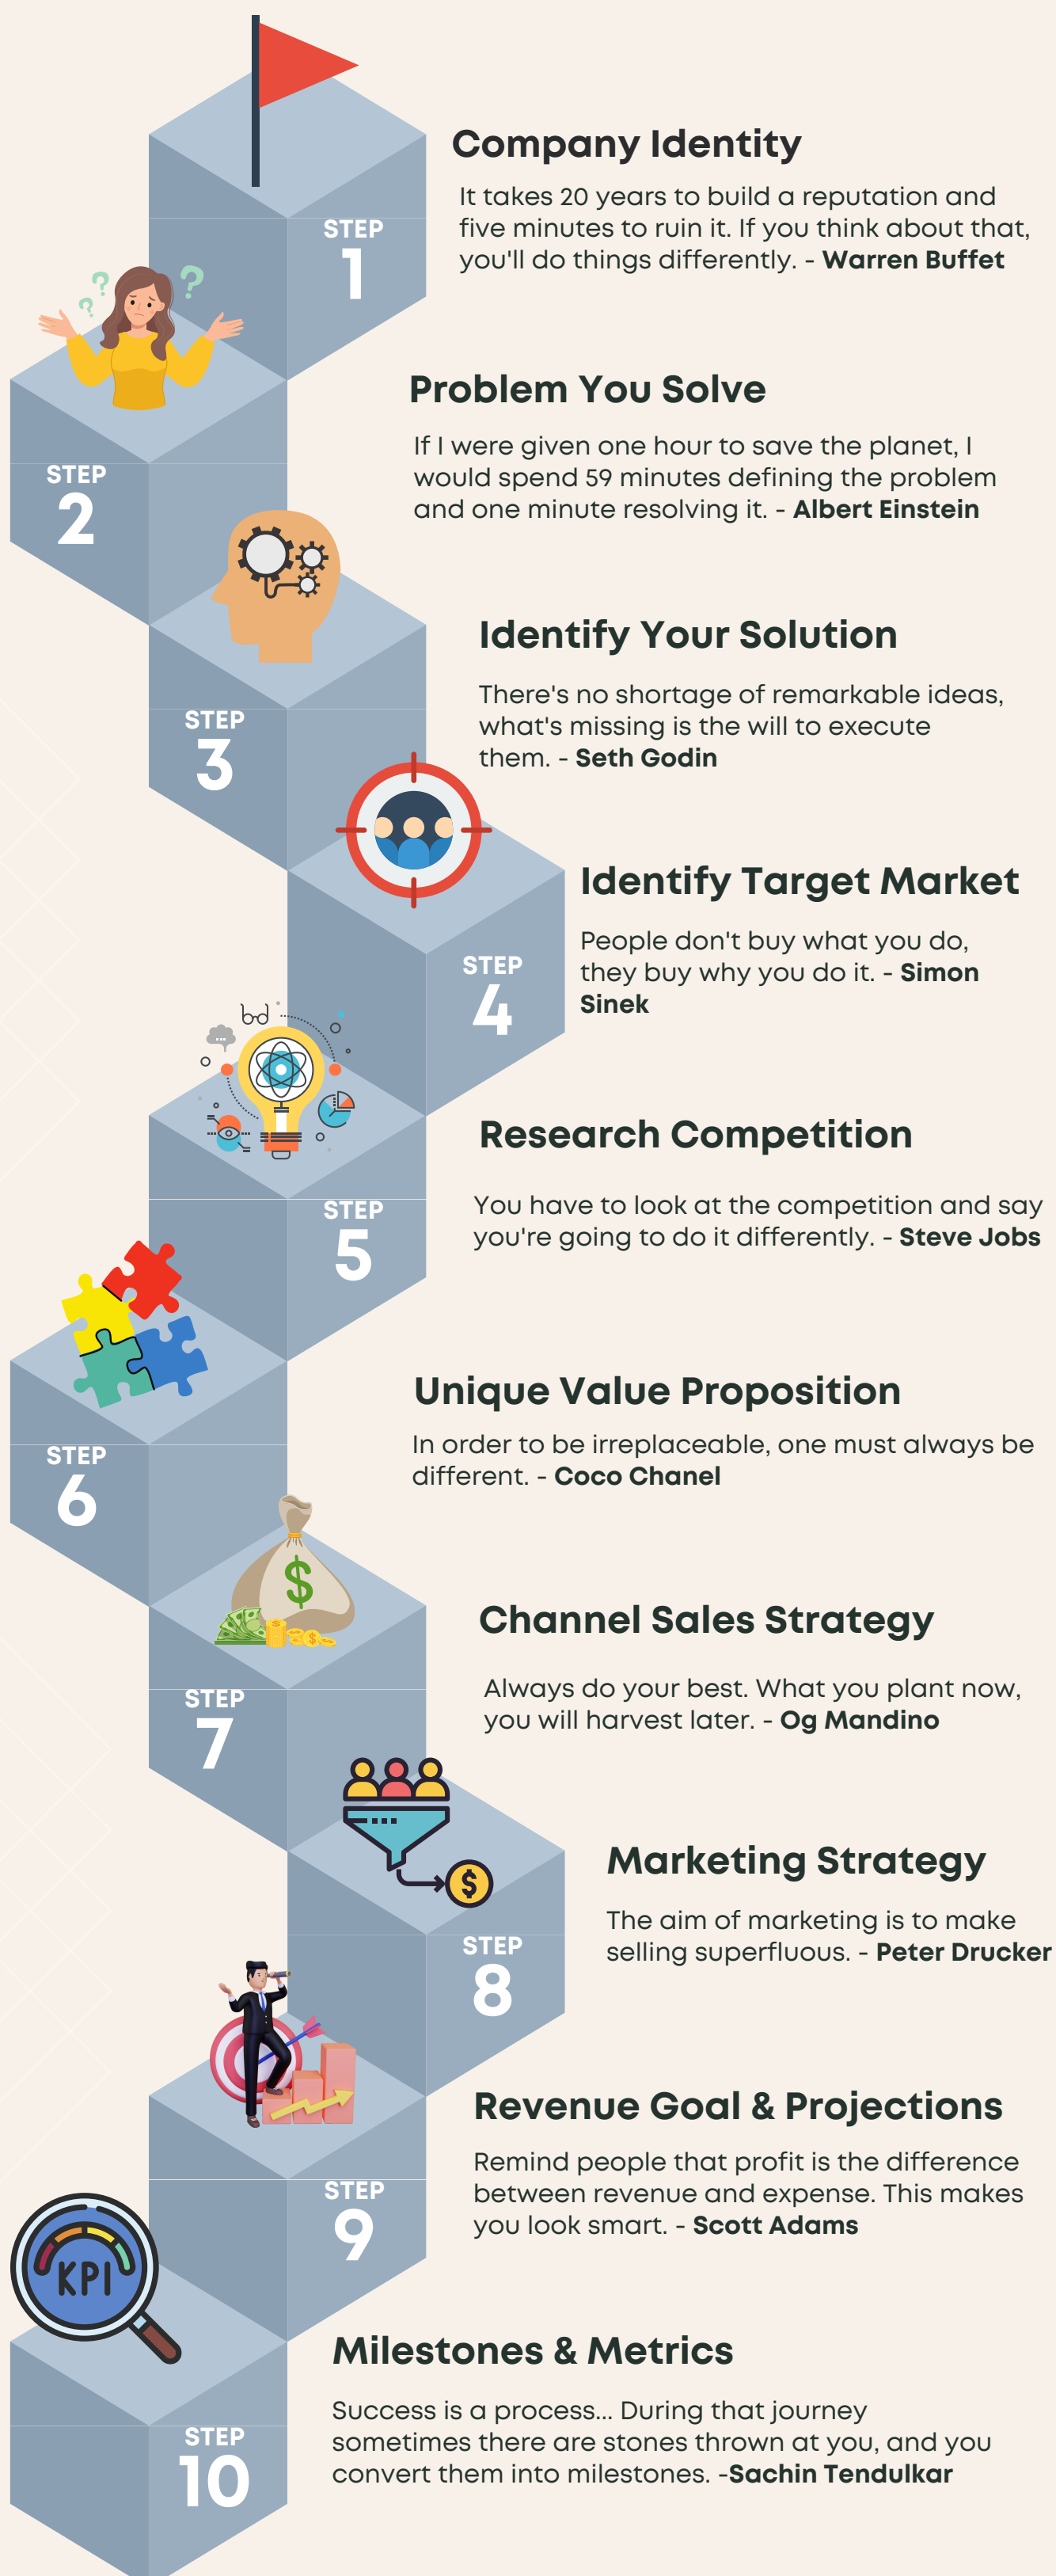 Company Identity
It takes 20 years to build a reputation and
five minutes to ruin it. If you think about that,
you'll do things differently. - Warren Buffet
STEP
1
Problem You Solve
If I were given one hour to save the planet, I
would spend 59 minutes defining the problem
and one minute resolving it. - Albert Einstein
? ? ?
STEP
2
Identify Your Solution
There's no shortage of remarkable ideas,
what's missing is the will to execute
them. - Seth Godin
STEP
3
Identify Target Market
People don't buy what you do,
they buy why you do it. - Simon
Sinek
STEP
4
Research Competition
You have to look at the competition and say
you're going to do it differently. - Steve Jobs
STEP
5
Unique Value Proposition
In order to be irreplaceable, one must always be
different. - Coco Chanel
STEP
6
$
Channel Sales Strategy
Always do your best. What you plant now,
you will harvest later. - Og Mandino
STEP
7
Marketing Strategy
The aim of marketing is to make
selling superfluous. - Peter Drucker
$
STEP
8
Revenue Goal & Projections
Remind people that profit is the difference
between revenue and expense. This makes
you look smart. - Scott Adams
STEP
9
KPI
Milestones & Metrics
Success is a process... During that journey
sometimes there are stones thrown at you, and you
convert them into milestones. -Sachin Tendulkar
STEP
10